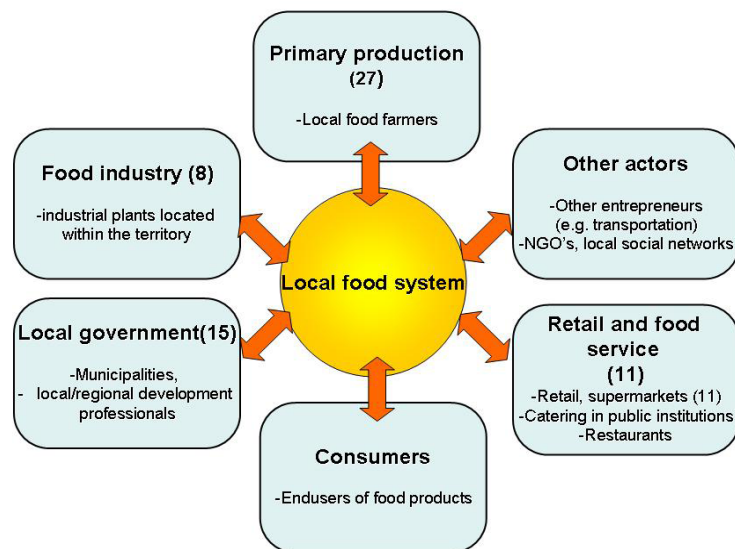 Primary production
(27)
-Local food farmers
Food industry (8)
-industrial plants located
within the territory
Other actors
-Other entrepreneurs
(e.g. transportation)
-NGO's, local social networks
Local food system
Local government(15)
-Municipalities,
- local/regional development
professionals
Retail and food
service
(11)
-Retail, supermarkets (11)
-Catering in public institutions
-Restaurants
Consumers
-Endusers of food products